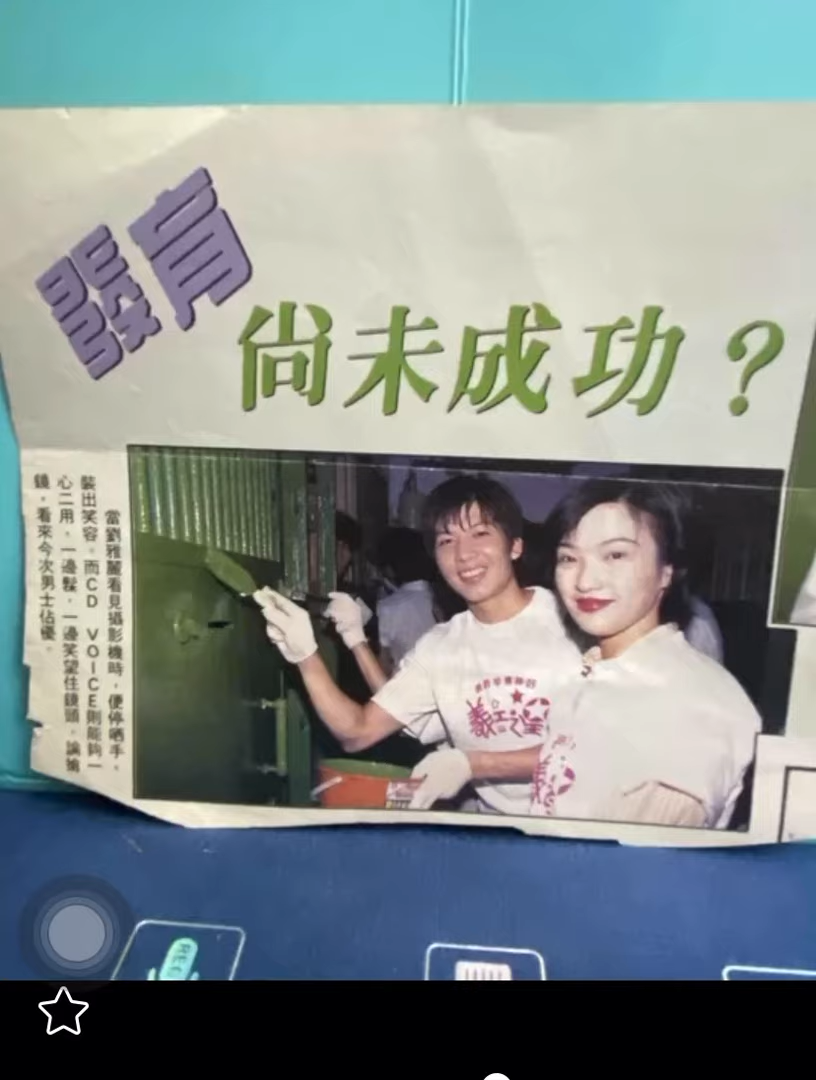 發育
尚未成功？
當劉雅麗看見攝影機時，便停晒手，
裝出笑容。而CD VOICE則能夠一
心二用，一邊髹，一邊笑望住鏡頭。論搶
鏡，看來今次男士佔優。
義工之星
REC